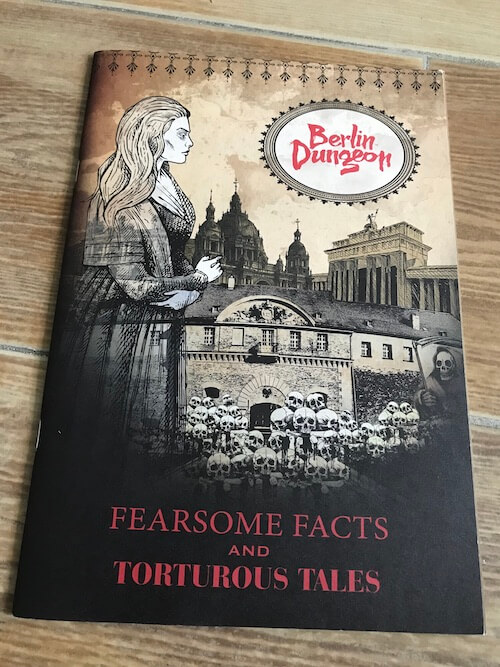 Berlin
Dungeon
FEARSOME FACTS
AND
TORTUROUS TALES